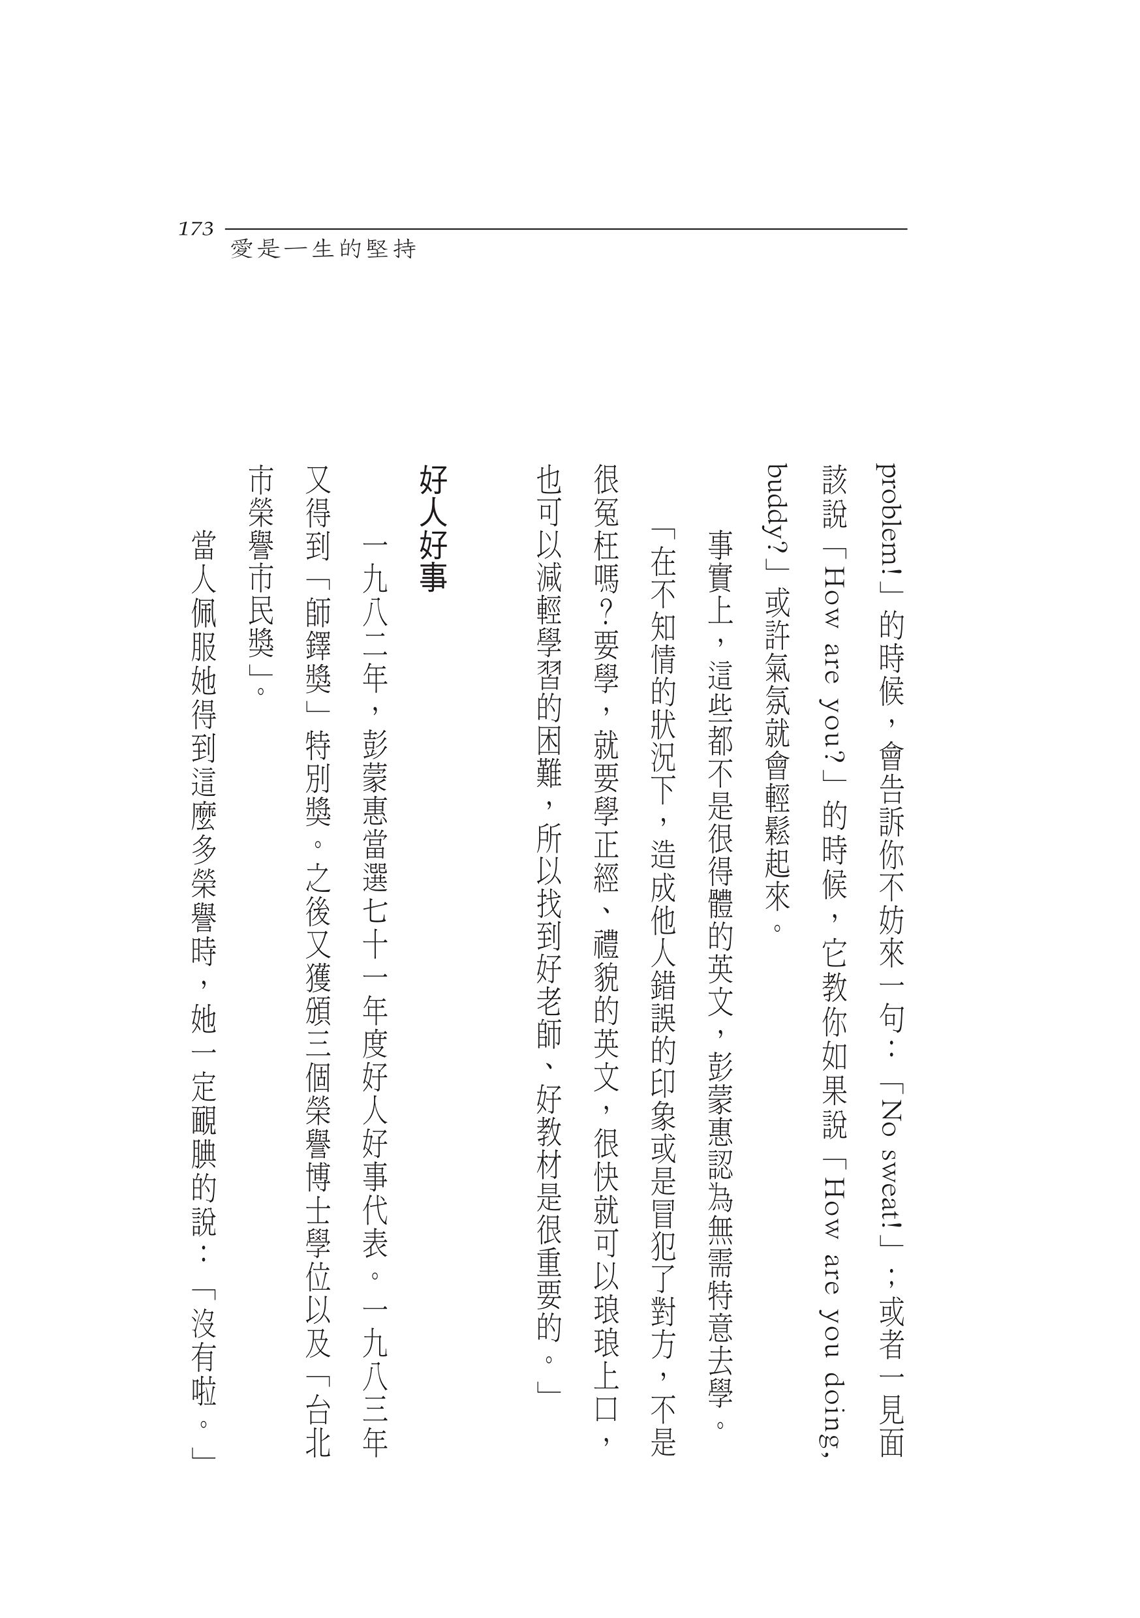 173
愛是一生的堅持
problem!」的時候，會告訴你不妨來一句：「No sweat!」；或者一見面
該說「How are you?」的時候，它教你如果說「How are you doing,
buddy?」或許氣氛就會輕鬆起來。
事實上，這些都不是很得體的英文，彭蒙惠認為無需特意去學。
「在不知情的狀況下，造成他人錯誤的印象或是冒犯了對方，不是
很冤枉嗎？要學，就要學正經、禮貌的英文，很快就可以琅琅上口，
也可以減輕學習的困難，所以找到好老師、好教材是很重要的。」
好人好事
一九八二年，彭蒙惠當選七十一年度好人好事代表。一九八三年
又得到「師鐸獎」特別獎。之後又獲頒三個榮譽博士學位以及「台北
市榮譽市民獎」。
當人佩服她得到這麼多榮譽時，她一定靦腆的說：「沒有啦。」